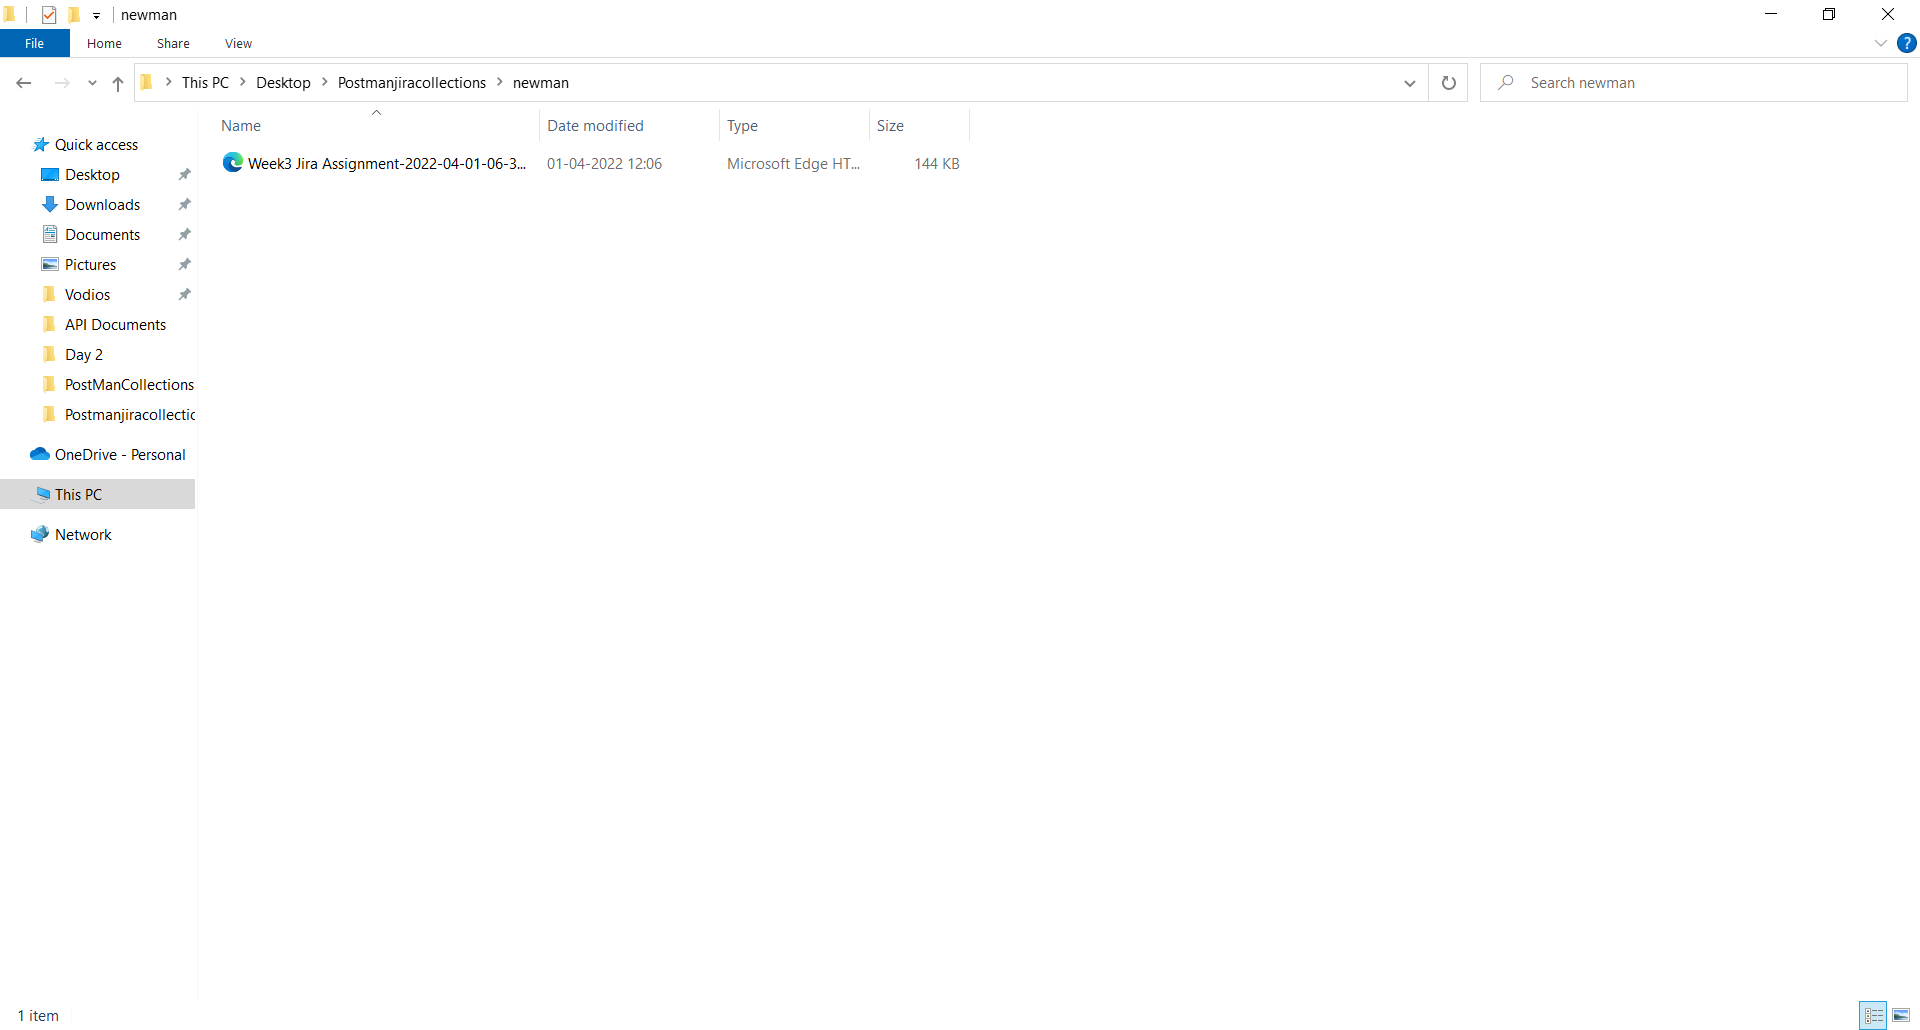 newman
File Home Share View
This PC Desktop Postmanjiracollections newman
Search newman
Name Date modified Type Size
Week3 Jira Assignment-2022-04-01-06-3... 01-04-2022 12:06 Microsoft Edge HT... 144 KB
Quick access
Desktop
Downloads
Documents
Pictures
Vodios
API Documents
Day 2
PostManCollections
Postmanjiracollectic
OneDrive - Personal
This PC
Network
1 item